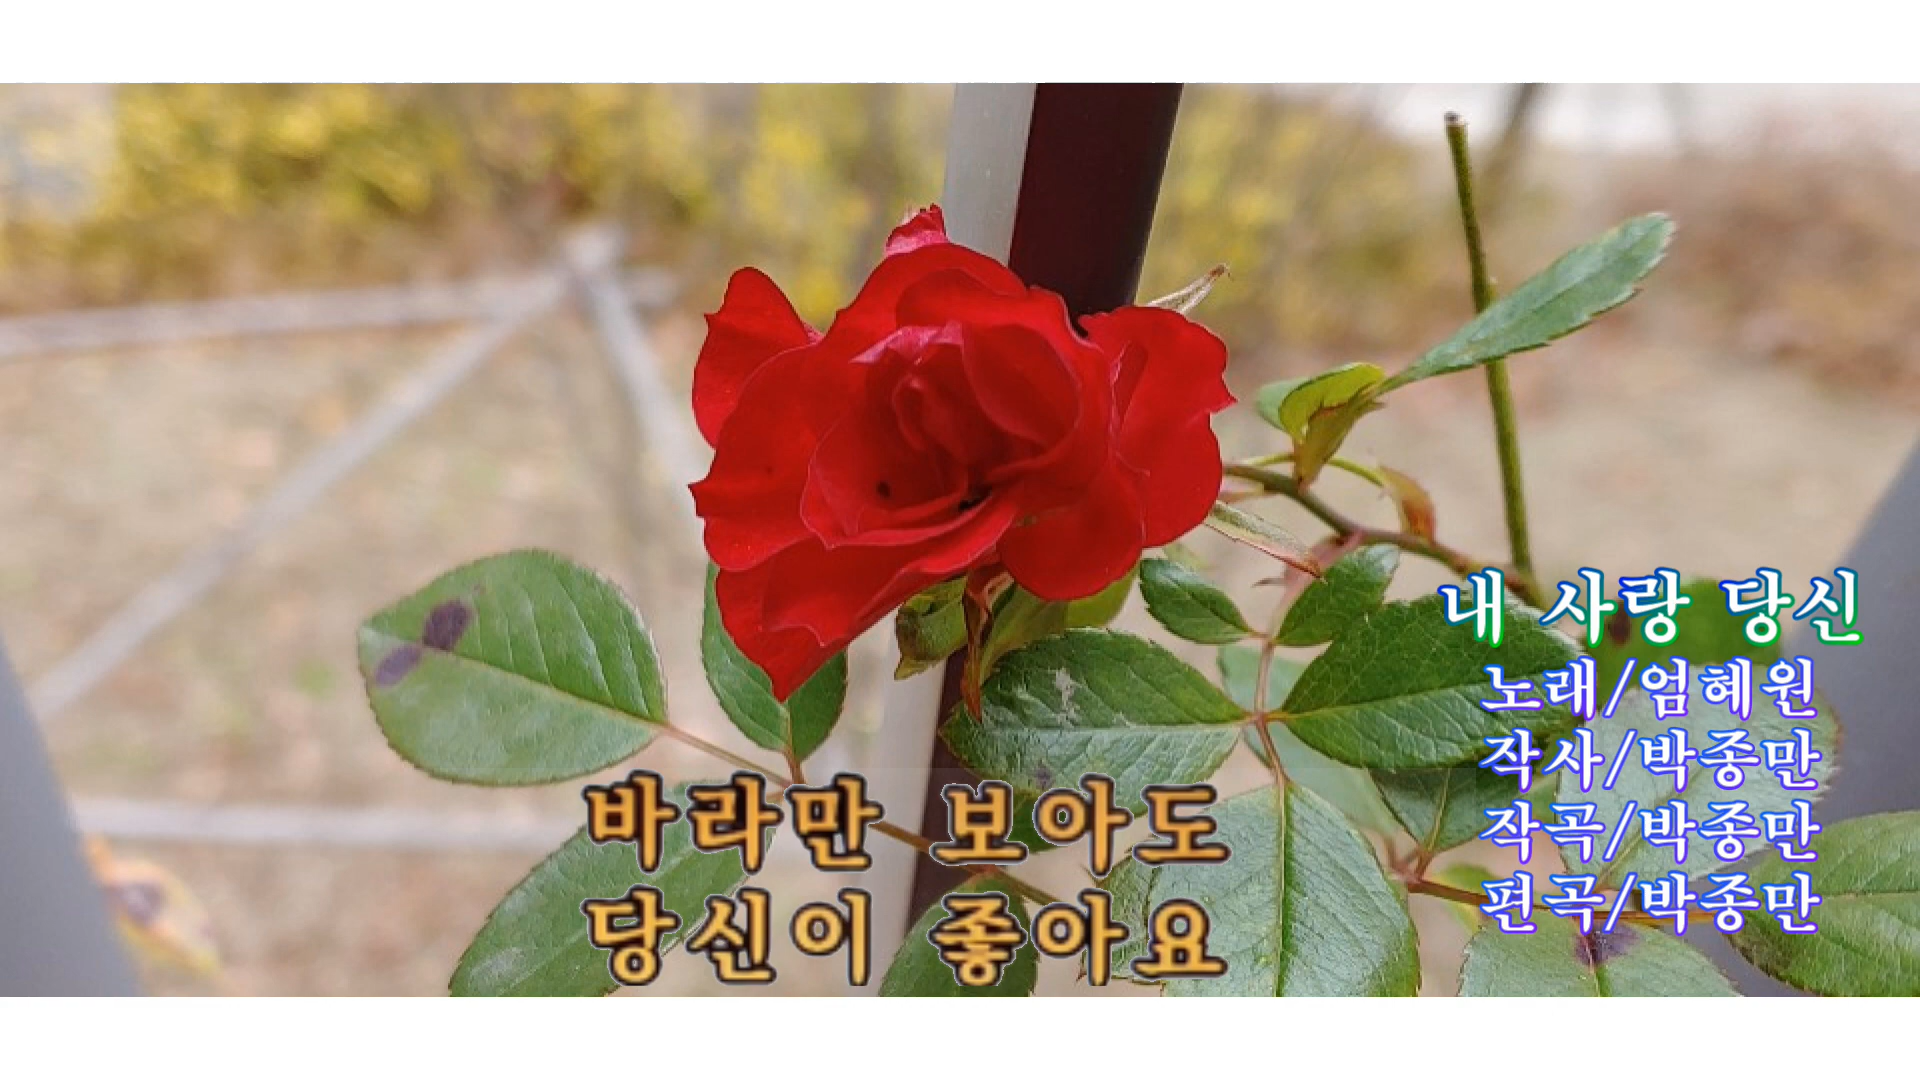 내 사랑 당신
노래/엄혜원
작사/박종만
작곡/박종만
편곡/박종만
바라만 보아도
당신이 좋아요